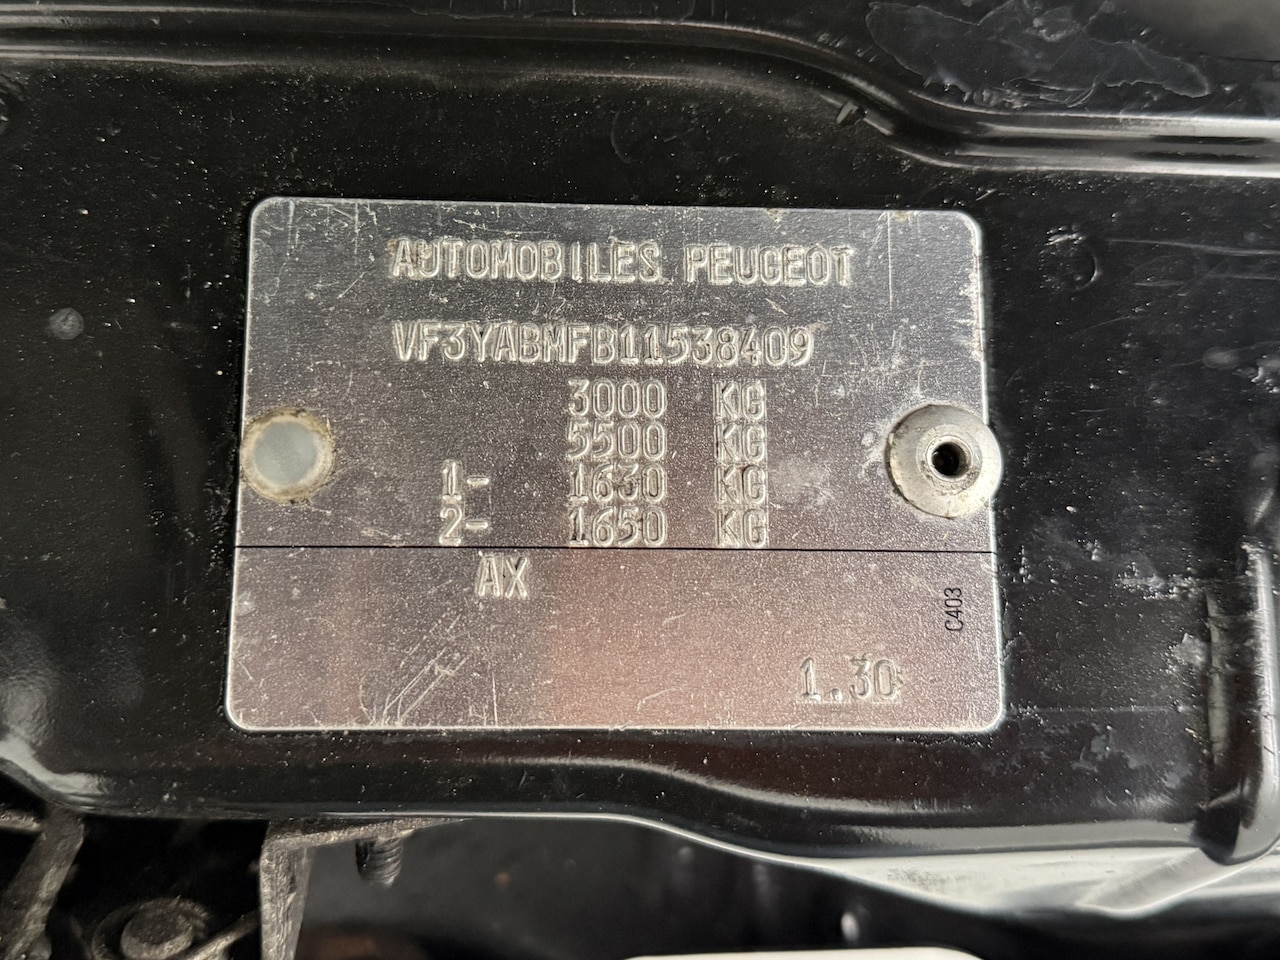 AUTOMOBILES PEUGEOT
VF3YABMFB11538409
3000 KG
5500 KG
1- 1630 KG
2- 1650 KG
AX
C403
1.30